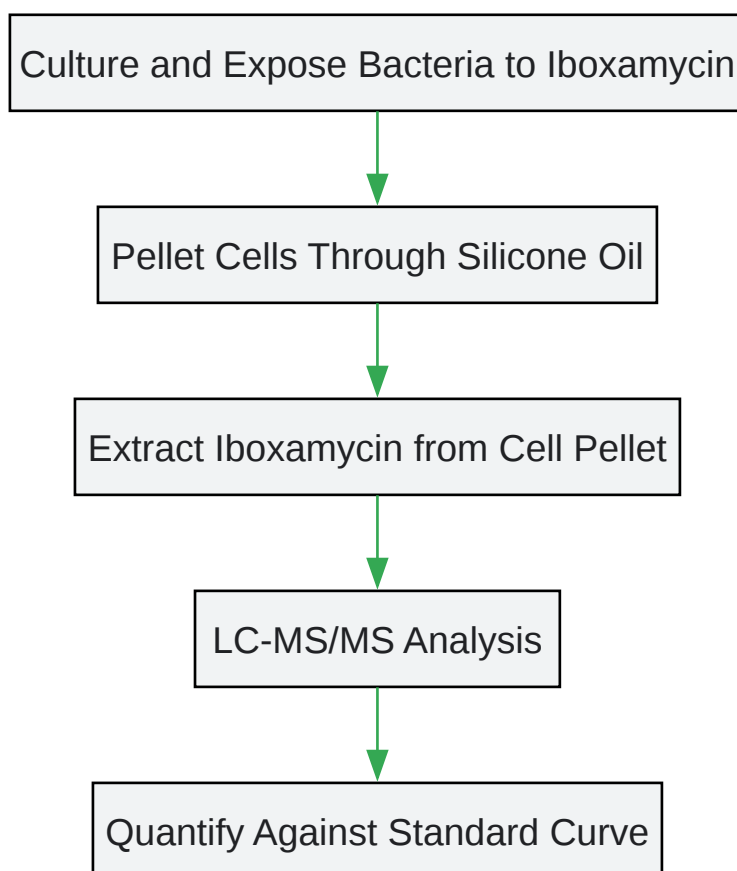 Culture and Expose Bacteria to Iboxamycin
Pellet Cells Through Silicone Oil
Extract Iboxamycin from Cell Pellet
LC-MS/MS Analysis
Quantify Against Standard Curve